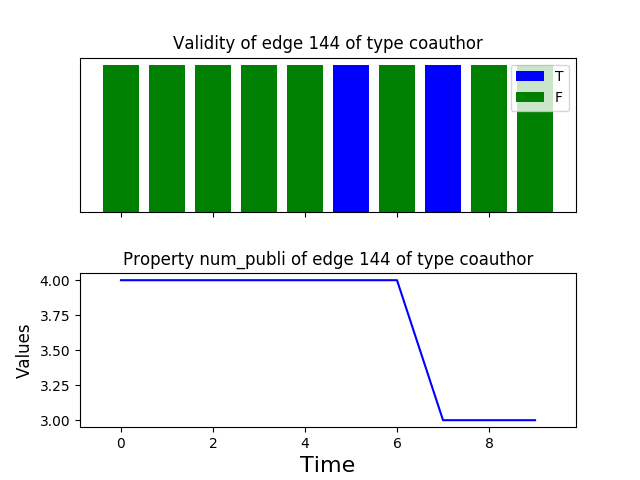 Validity of edge 144 of type coauthor
T
F
Property num_publi of edge 144 of type coauthor
4.00
3.75
3.50
3.25
3.00
Values
0 2 4 6 8
Time